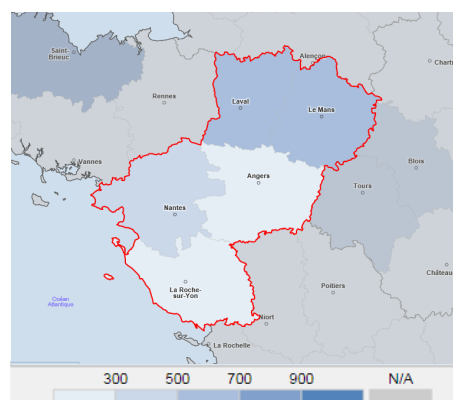 Saint-
Brieuc
Alençon
Chart
Rennes
Laval
Le Mans
Vannes
Blois
Angers
Tours
Nantes
La Roche-
sur-Yon
Poitiers
Château
Océan
Atlantique
Niort
La Rochelle
300 500 700 900 N/A